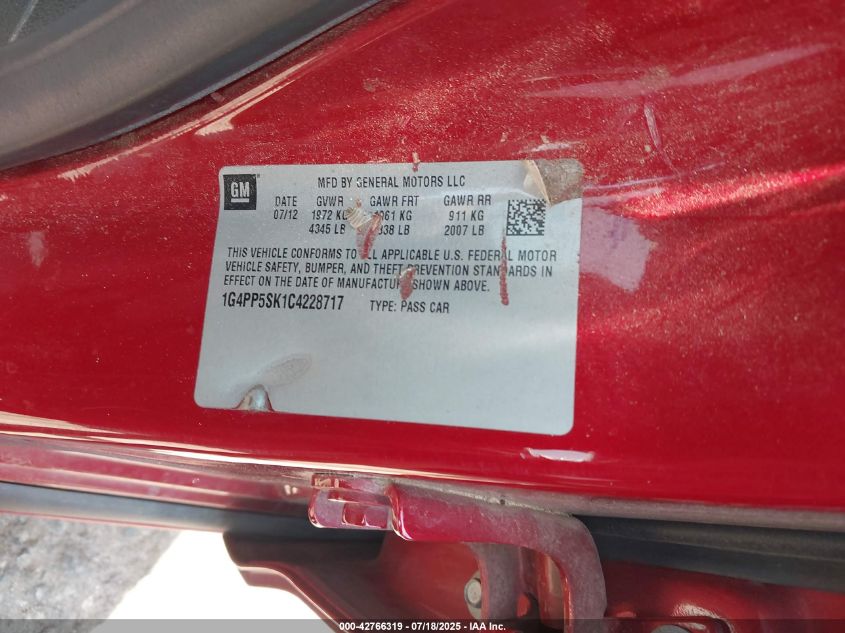 GM
MFD BY GENERAL MOTORS LLC
DATE GVWR GAWR FRT GAWR RR
07/12 1972 KG 1061 KG 911 KG
4345 LB 2338 LB 2007 LB
THIS VEHICLE CONFORMS TO ALL APPLICABLE U.S. FEDERAL MOTOR
VEHICLE SAFETY, BUMPER, AND THEFT PREVENTION STANDARDS IN
EFFECT ON THE DATE OF MANUFACTURE SHOWN ABOVE.
1G4PP5SK1C4228717 TYPE: PASS CAR
000-42766319 | 07/18/2025 | IAA Inc.